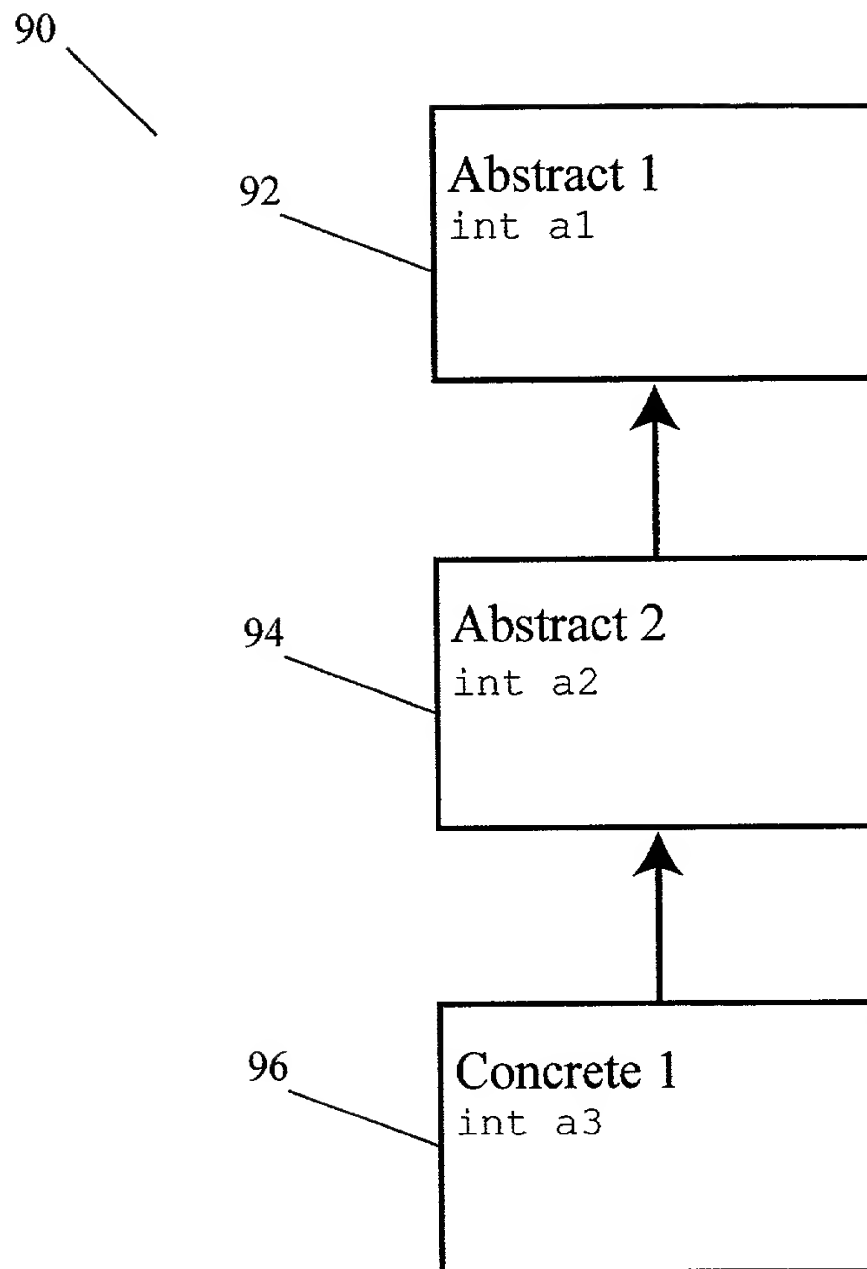 90
92
Abstract 1
int a1
94
Abstract 2
int a2
96
Concrete 1
int a3